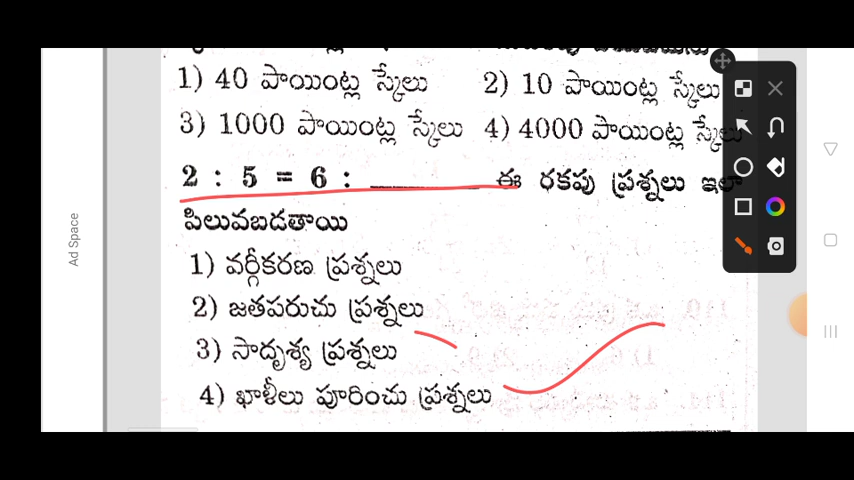 1) 40 పాయింట్ల స్కేలు 2) 10 పాయింట్ల స్కేలు
3) 1000 పాయింట్ల స్కేలు 4) 4000 పాయింట్ల స్కేలు
2 : 5 = 6 : ______ ఈ రకపు ప్రశ్నలు ఇలా
పిలువబడతాయి
1) వర్గీకరణ ప్రశ్నలు
2) జతపరుచు ప్రశ్నలు
3) సాదృశ్య ప్రశ్నలు
4) ఖాళీలు పూరించు ప్రశ్నలు
Ad Space